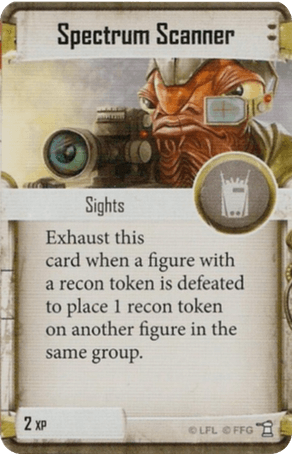 Spectrum Scanner
Sights
Exhaust this
card when a figure with
a recon token is defeated
to place 1 recon token
on another figure in the
same group.
2 XP
© LFL © FFG